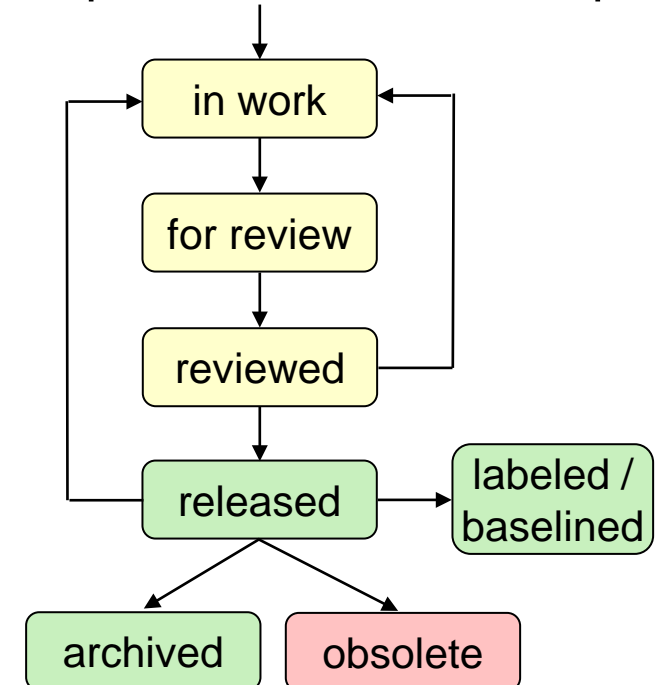 in work
for review
reviewed
released
labeled /
baselined
archived
obsolete